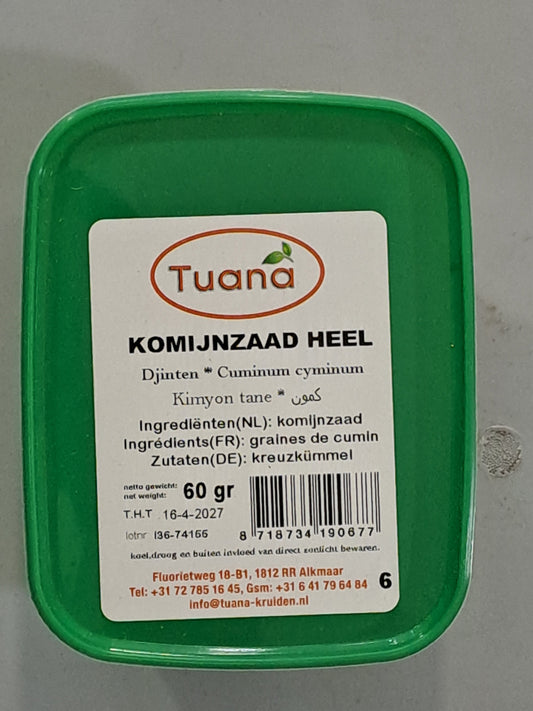 Tuana
KOMIJNZAAD HEEL
Djinten * Cuminum cyminum
Kimyon tane * كمون
Ingrediënten(NL): komijnzaad
Ingrédients(FR): graines de cumin
Zutaten(DE): kreuzkümmel
netto gewicht:
net weight: 60 gr
T.H.T 16-4-2027
lotnr I36-74166
8 718734 190677
koel,droog en buiten invloed van direct zonlicht bewaren.
Fluorietweg 18-B1, 1812 RR Alkmaar
Tel: +31 72 785 16 45, Gsm: +31 6 41 79 64 84 6
info@tuana-kruiden.nl